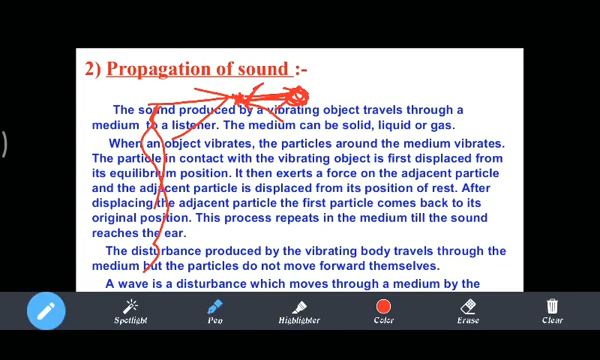 2) Propagation of sound :-
The sound produced by a vibrating object travels through a
medium to a listener. The medium can be solid, liquid or gas.
When an object vibrates, the particles around the medium vibrates.
The particle in contact with the vibrating object is first displaced from
its equilibrium position. It then exerts a force on the adjacent particle
and the adjacent particle is displaced from its position of rest. After
displacing the adjacent particle the first particle comes back to its
original position. This process repeats in the medium till the sound
reaches the ear.
The disturbance produced by the vibrating body travels through the
medium but the particles do not move forward themselves.
A wave is a disturbance which moves through a medium by the
Spotlight Pen Highlighter Color Erase Clear